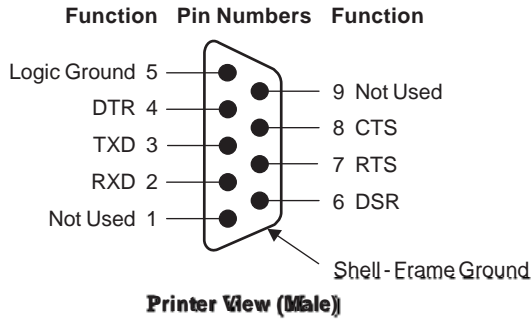 Function Pin Numbers Function
Logic Ground 5
DTR 4
TXD 3
RXD 2
Not Used 1
9 Not Used
8 CTS
7 RTS
6 DSR
Shell - Frame Ground
Printer View (Male)